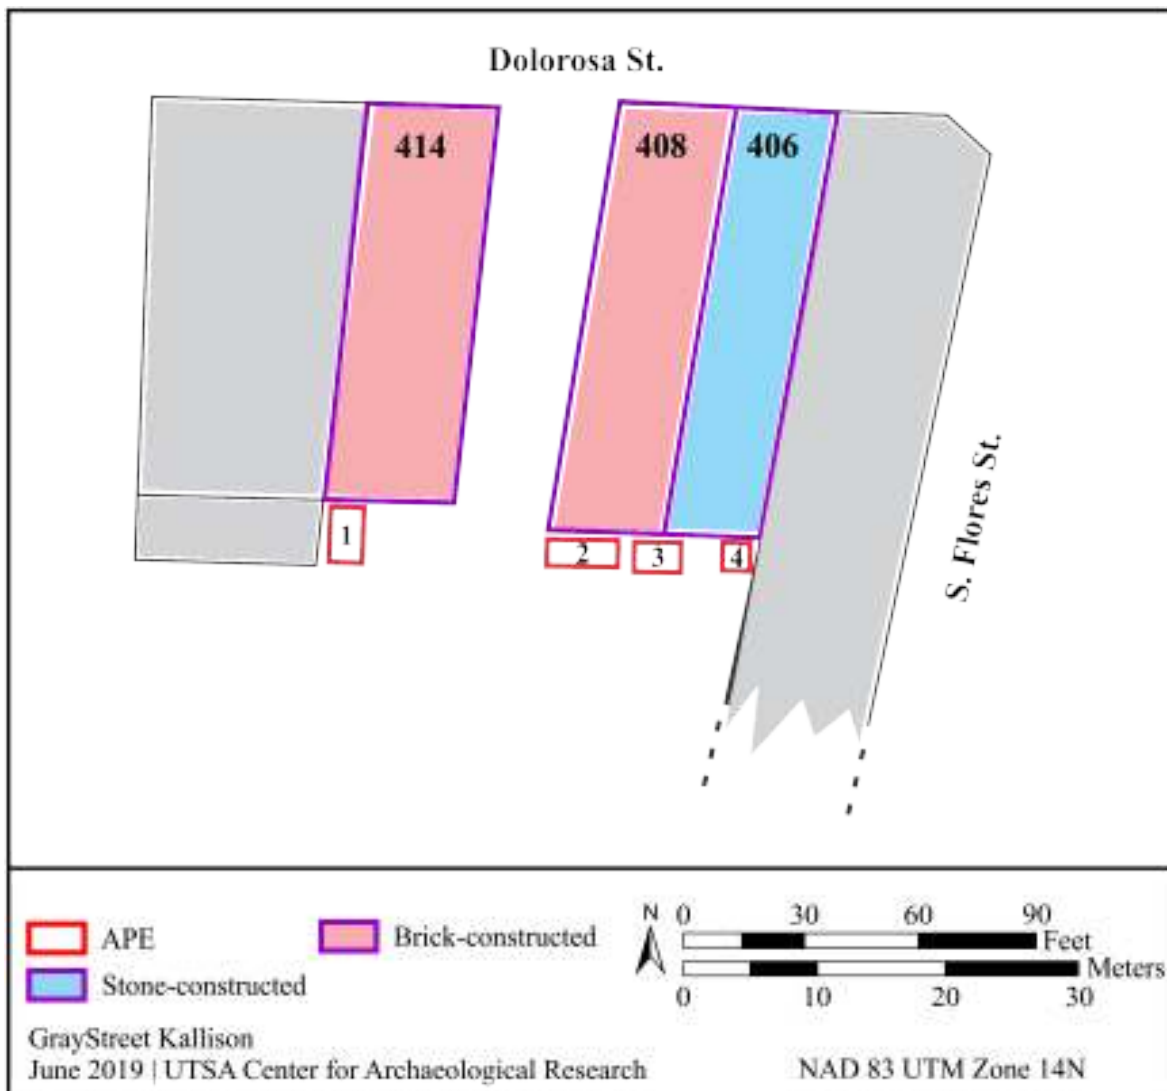 Dolorosa St.
414
408
406
S. Flores St.
1
2
3
4
APE
Stone-constructed
Brick-constructed
N
0 30 60 90
Feet
Meters
0 10 20 30
GrayStreet Kallison
June 2019 | UTSA Center for Archaeological Research
NAD 83 UTM Zone 14N